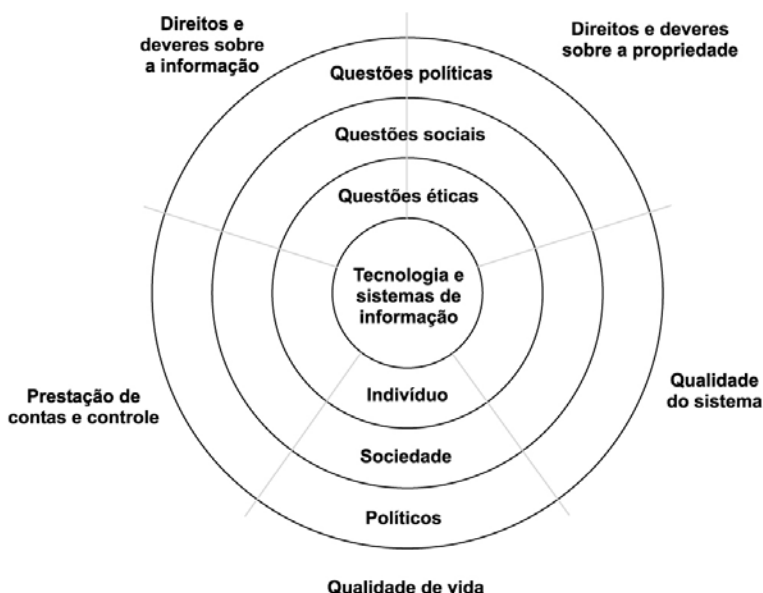 Direitos e
deveres sobre
a informação
Direitos e deveres
sobre a propriedade
Questões políticas
Questões sociais
Questões éticas
Tecnologia e
sistemas de
informação
Indivíduo
Sociedade
Políticos
Prestação de
contas e controle
Qualidade
do sistema
Qualidade de vida